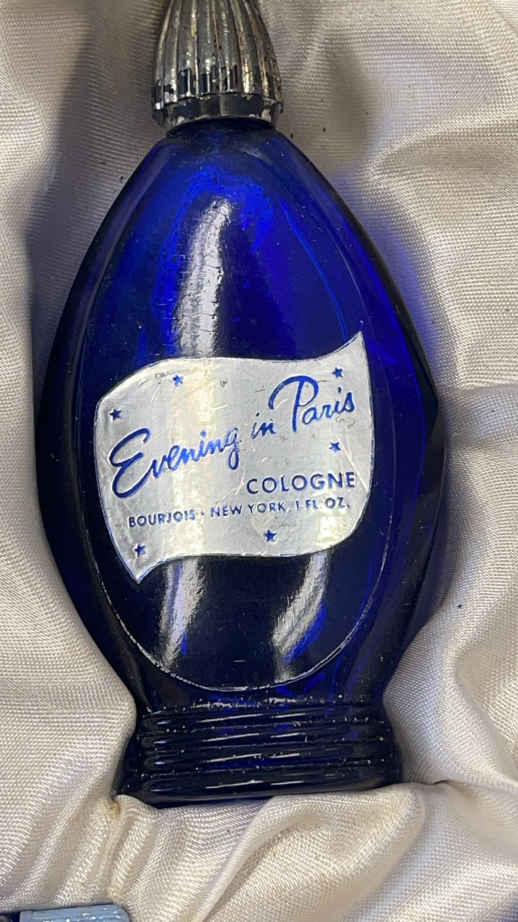 Evening in Paris
COLOGNE
BOURJOIS · NEW YORK, 1 FL. OZ.